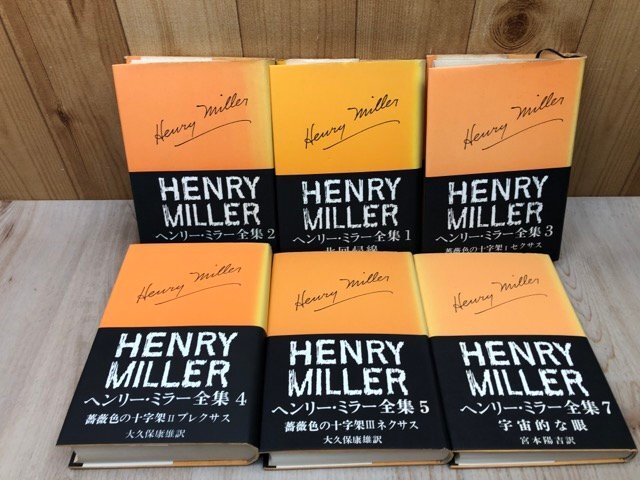 Henry Miller
HENRY
MILLER
ヘンリー・ミラー全集2
Henry Miller
HENRY
MILLER
ヘンリー・ミラー全集1
北回帰線
Henry Miller
HENRY
MILLER
ヘンリー・ミラー全集3
薔薇色の十字架Ⅰセクサス
Henry Miller
HENRY
MILLER
ヘンリー・ミラー全集4
薔薇色の十字架Ⅱプレクサス
大久保康雄訳
Henry Miller
HENRY
MILLER
ヘンリー・ミラー全集5
薔薇色の十字架Ⅲネクサス
大久保康雄訳
Henry Miller
HENRY
MILLER
ヘンリー・ミラー全集7
宇宙的な眼
宮本陽吉訳